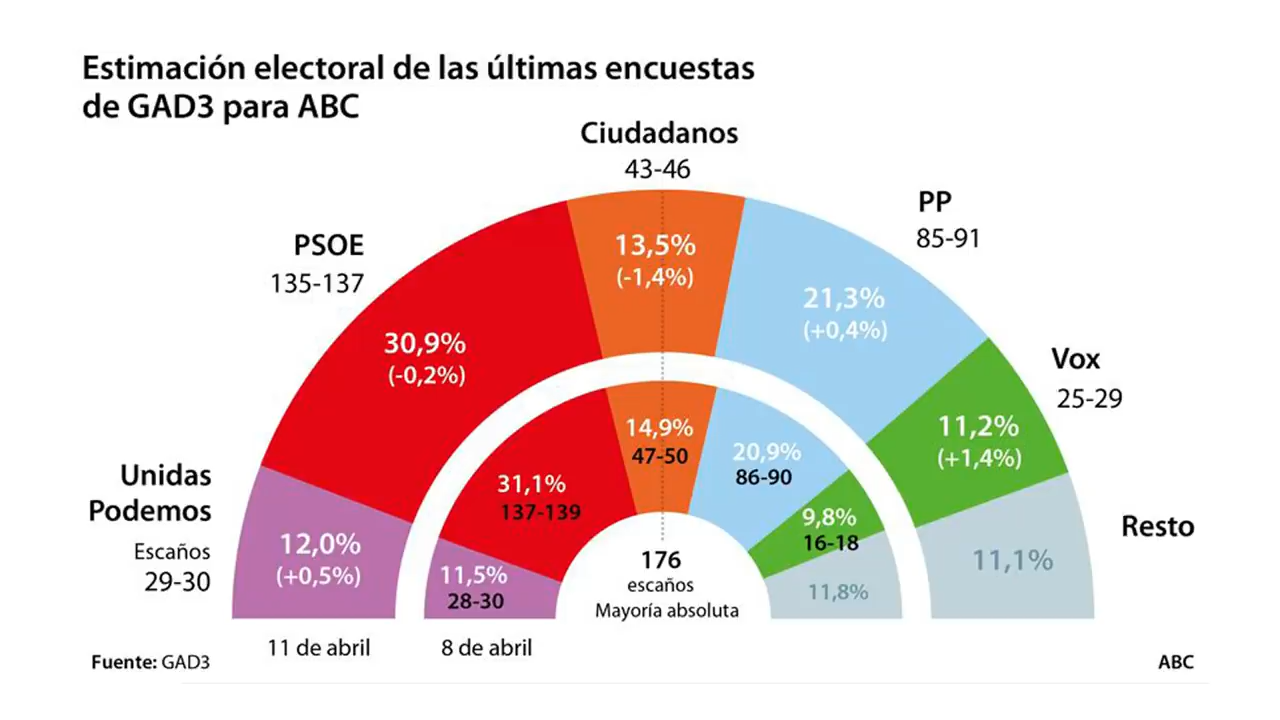 Estimación electoral de las últimas encuestas
de GAD3 para ABC
Ciudadanos
43-46
PP
85-91
PSOE
135-137
13,5%
(-1,4%)
21,3%
(+0,4%)
30,9%
(-0,2%)
Vox
25-29
11,2%
(+1,4%)
14,9%
47-50
20,9%
86-90
31,1%
137-139
9,8%
16-18
Unidas
Podemos
Escaños
29-30
12,0%
(+0,5%)
11,5%
28-30
176
escaños
Mayoría absoluta
11,8%
11,1%
Resto
11 de abril
8 de abril
Fuente: GAD3
ABC